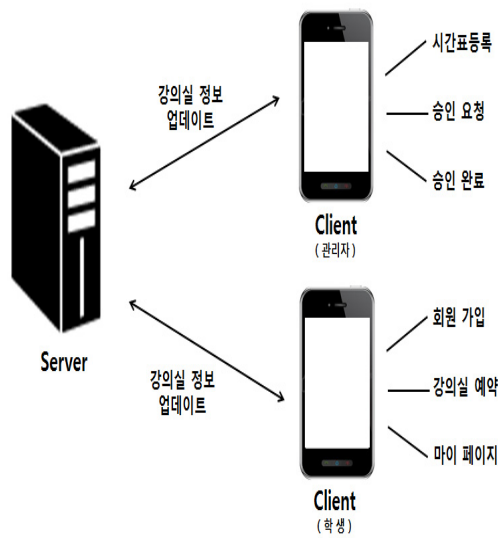 시간표등록
강의실 정보
업데이트
승인 요청
승인 완료
Client
(관리자)
Server
회원 가입
강의실 정보
업데이트
강의실 예약
마이 페이지
Client
(학생)